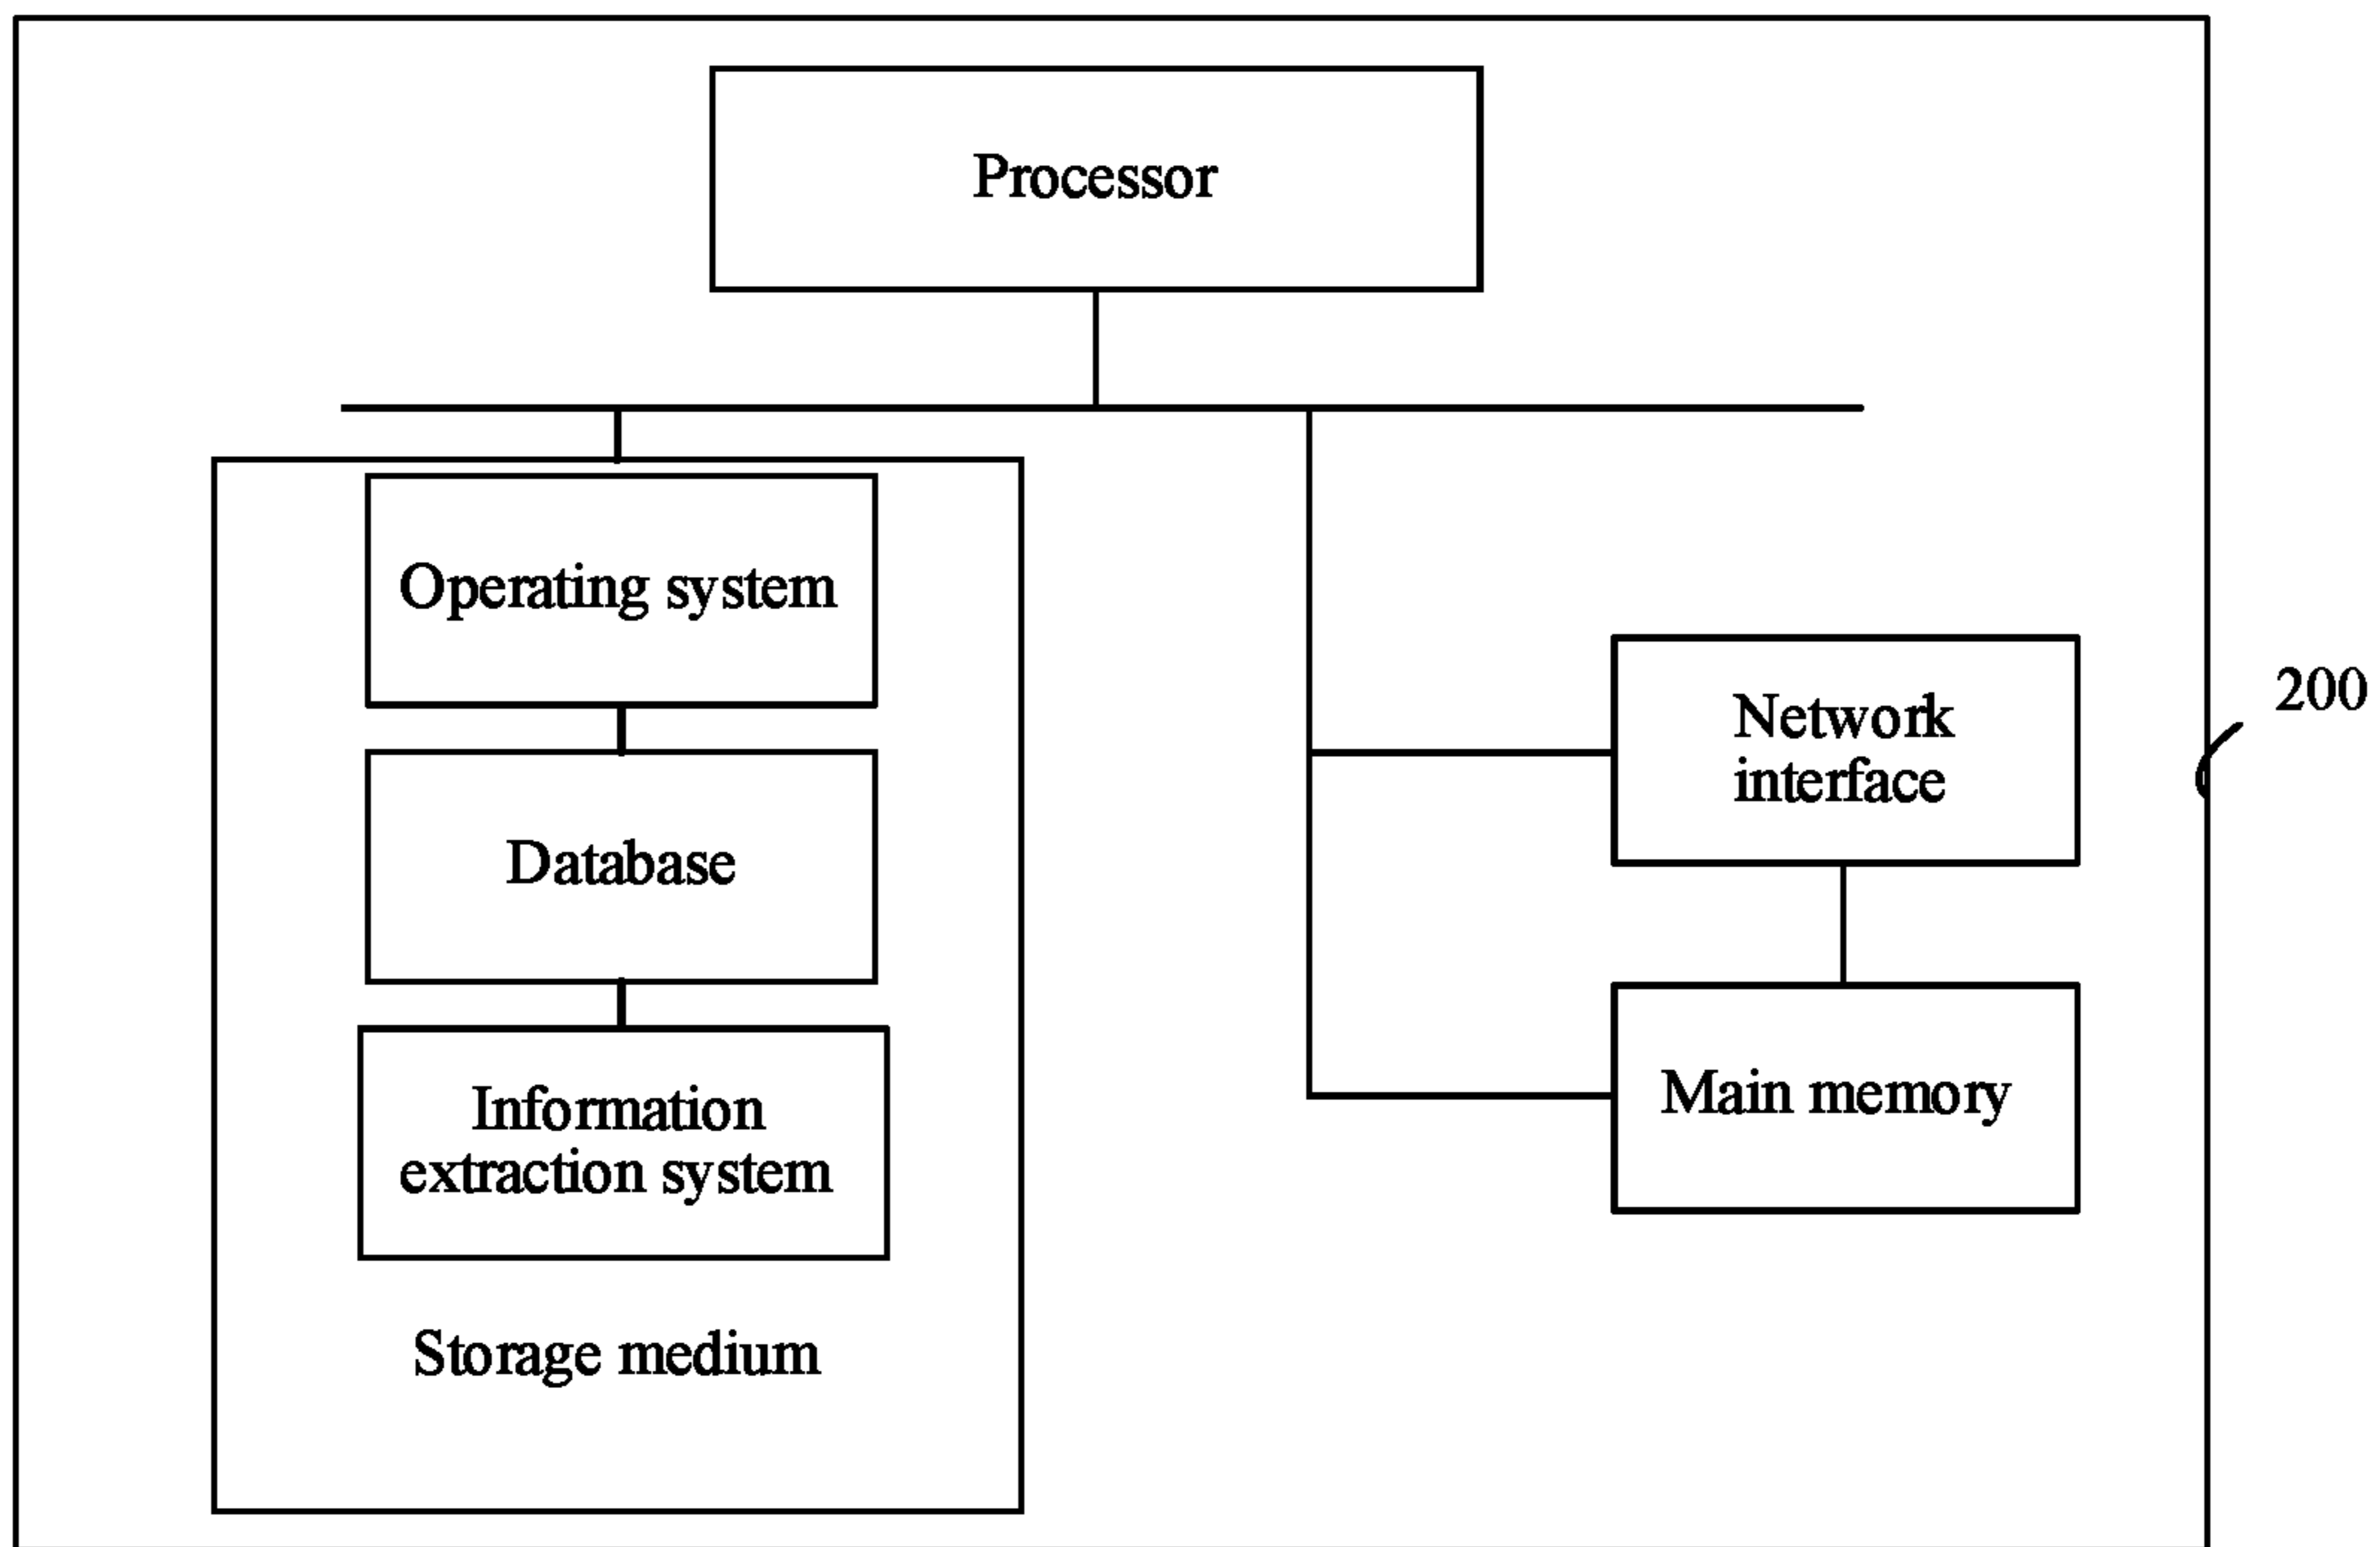 Processor
Operating system
Database
Information
extraction system
Storage medium
Network
interface
Main memory
200